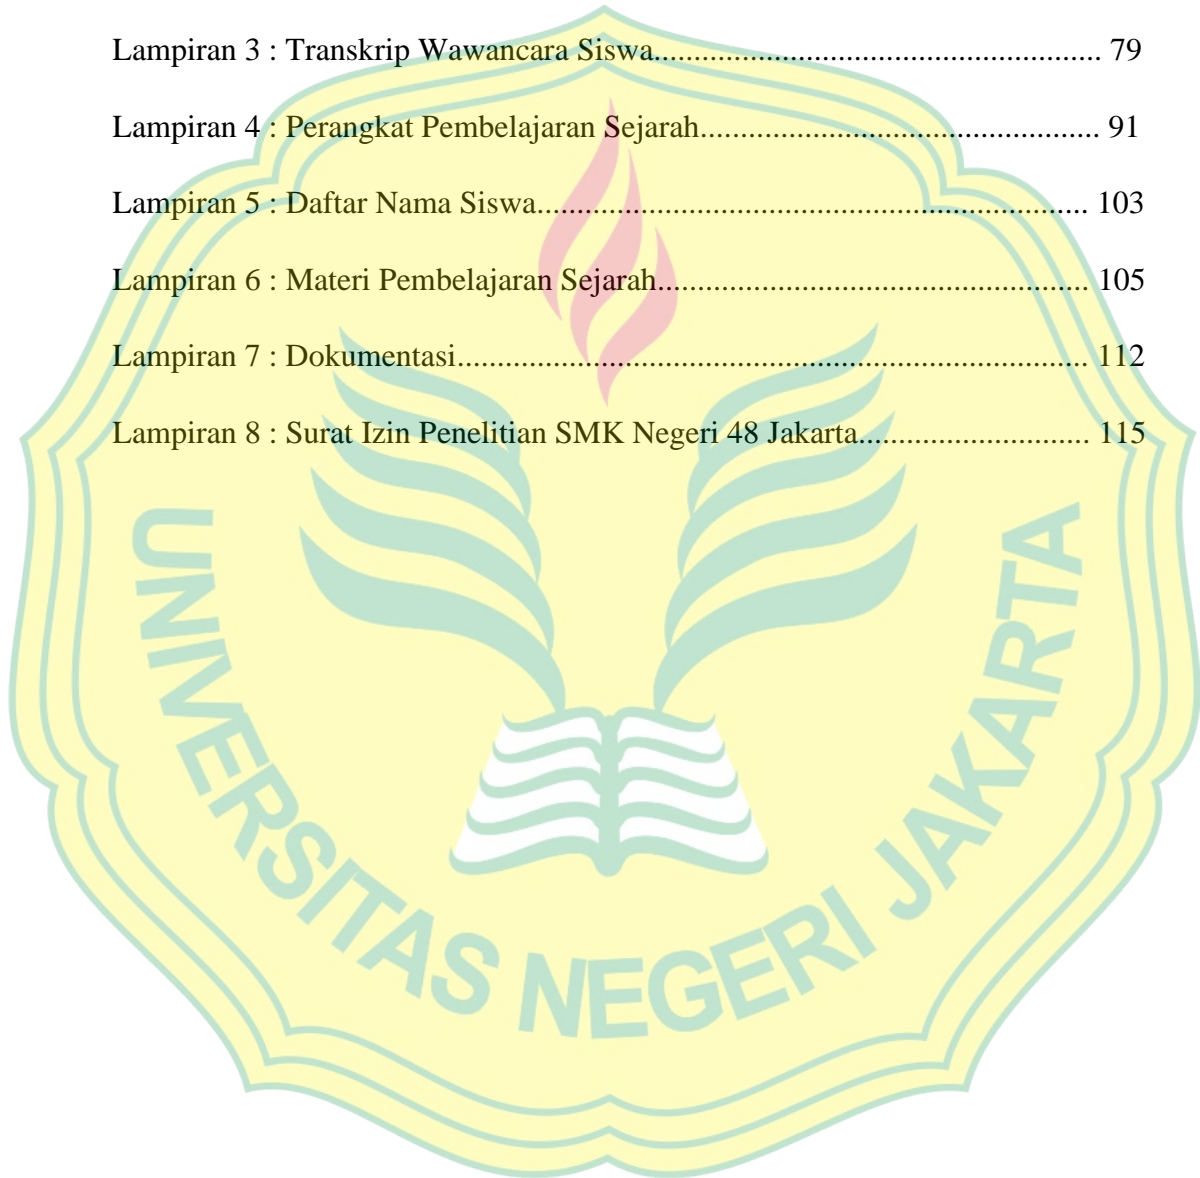 Lampiran 3 : Transkrip Wawancara Siswa....................................................... 79
Lampiran 4 : Perangkat Pembelajaran Sejarah................................................. 91
Lampiran 5 : Daftar Nama Siswa.................................................................... 103
Lampiran 6 : Materi Pembelajaran Sejarah..................................................... 105
Lampiran 7 : Dokumentasi.............................................................................. 112
Lampiran 8 : Surat Izin Penelitian SMK Negeri 48 Jakarta............................ 115
UNIVERSITAS NEGERI JAKARTA